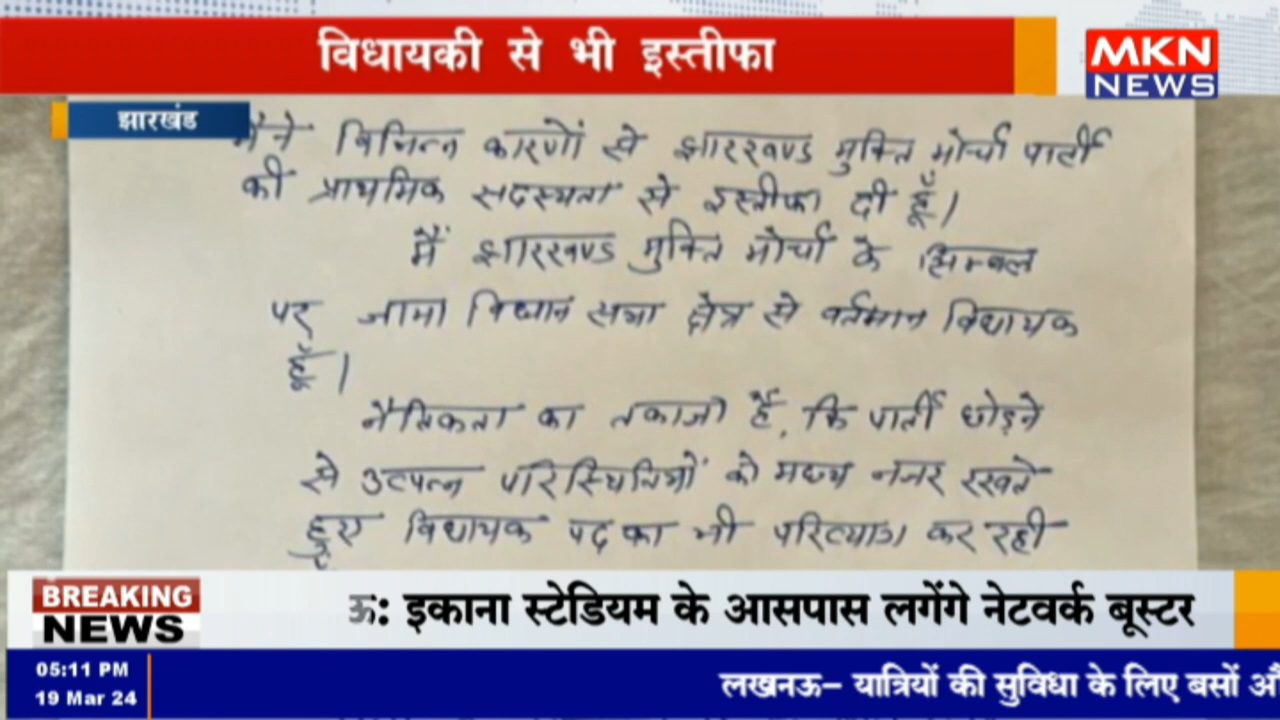 विधायकी से भी इस्तीफा
MKN
NEWS
झारखंड
मैंने विभिन्न कारणों से झारखण्ड मुक्ति मोर्चा पार्टी
की प्राथमिक सदस्यता से इस्तीफा दी हूँ।
मैं झारखण्ड मुक्ति मोर्चा के सिम्बल
पर जामा विधान सभा क्षेत्र से वर्तमान विधायक
हूँ।
नैतिकता का तकाजा है, कि पार्टी छोड़ने
से उत्पन्न परिस्थितिओं को मध्य नजर रखते
हुए विधायक पद का भी परित्याग कर रही
BREAKING
NEWS
ऊ: इकाना स्टेडियम के आसपास लगेंगे नेटवर्क बूस्टर
05:11 PM
19 Mar 24
लखनऊ– यात्रियों की सुविधा के लिए बसों औ